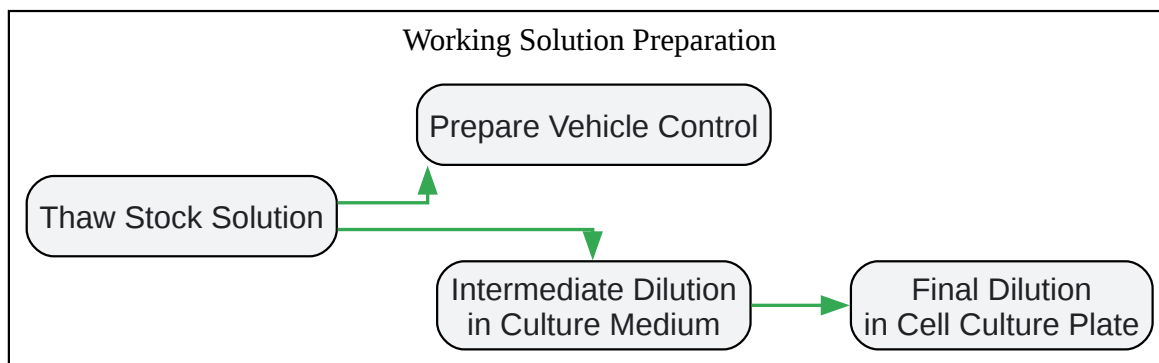 Working Solution Preparation
Prepare Vehicle Control
Thaw Stock Solution
Intermediate Dilution
in Culture Medium
Final Dilution
in Cell Culture Plate